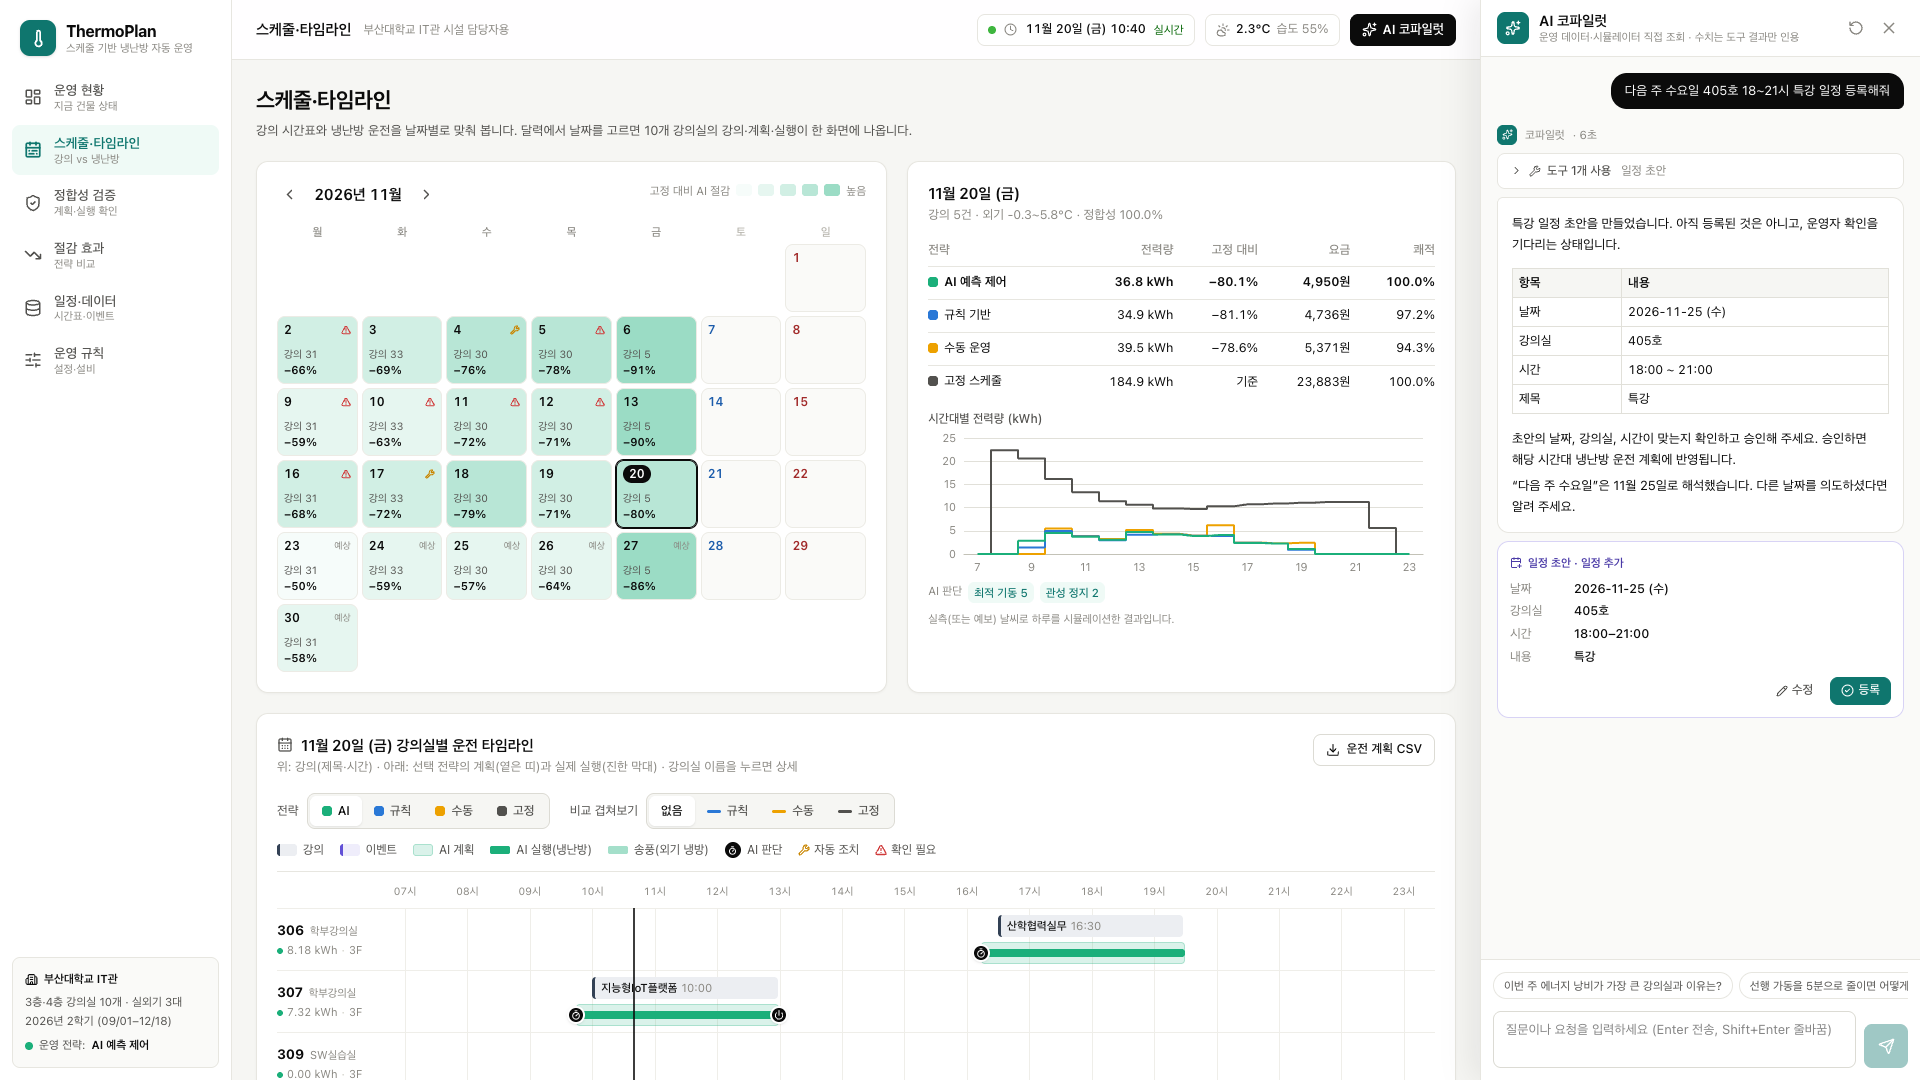 ThermoPlan
스케줄 기반 냉난방 자동 운영
운영 현황
지금 건물 상태
스케줄·타임라인
강의 vs 냉난방
정합성 검증
계획·실행 확인
절감 효과
전략 비교
일정·데이터
시간표·이벤트
운영 규칙
설정·설비
부산대학교 IT관
3층·4층 강의실 10개 · 실외기 3대
2026년 2학기 (09/01–12/18)
운영 전략: AI 예측 제어
스케줄·타임라인 부산대학교 IT관 시설 담당자용
11월 20일 (금) 10:40 실시간
2.3°C 습도 55%
AI 코파일럿
스케줄·타임라인
강의 시간표와 냉난방 운전을 날짜별로 맞춰 봅니다. 달력에서 날짜를 고르면 10개 강의실의 강의·계획·실행이 한 화면에 나옵니다.
2026년 11월
고정 대비 AI 절감 높음
월 화 수 목 금 토 일
1
2 3 4 5 6 7 8
강의 31 강의 33 강의 30 강의 30 강의 5
−66% −69% −76% −78% −91%
9 10 11 12 13 14 15
강의 31 강의 33 강의 30 강의 30 강의 5
−59% −63% −72% −71% −90%
16 17 18 19 20 21 22
강의 31 강의 33 강의 30 강의 30 강의 5
−68% −72% −79% −71% −80%
23 예상 24 예상 25 예상 26 예상 27 예상 28 29
강의 31 강의 33 강의 30 강의 30 강의 5
−50% −59% −57% −64% −86%
30 예상
강의 31
−58%
11월 20일 (금)
강의 5건 · 외기 -0.3~5.8°C · 정합성 100.0%
전략 전력량 고정 대비 요금 쾌적
AI 예측 제어 36.8 kWh −80.1% 4,950원 100.0%
규칙 기반 34.9 kWh −81.1% 4,736원 97.2%
수동 운영 39.5 kWh −78.6% 5,371원 94.3%
고정 스케줄 184.9 kWh 기준 23,883원 100.0%
시간대별 전력량 (kWh)
25
20
15
10
5
0
7 9 11 13 15 17 19 21 23
AI 판단 최적 기동 5 관성 정지 2
실측(또는 예보) 날씨로 하루를 시뮬레이션한 결과입니다.
11월 20일 (금) 강의실별 운전 타임라인
위: 강의(제목·시간) · 아래: 선택 전략의 계획(옅은 띠)과 실제 실행(진한 막대) · 강의실 이름을 누르면 상세
운전 계획 CSV
전략 AI 규칙 수동 고정 비교 겹쳐보기 없음 규칙 수동 고정
강의 이벤트 AI 계획 AI 실행(냉난방) 송풍(외기 냉방) AI 판단 자동 조치 확인 필요
07시 08시 09시 10시 11시 12시 13시 14시 15시 16시 17시 18시 19시 20시 21시 22시 23시
306 학부강의실
8.18 kWh · 3F
산학협력실무 16:30
307 학부강의실
7.32 kWh · 3F
지능형IoT플랫폼 10:00
309 SW실습실
0.00 kWh · 3F
AI 코파일럿
운영 데이터·시뮬레이터 직접 조회 · 수치는 도구 결과만 인용
다음 주 수요일 405호 18~21시 특강 일정 등록해줘
코파일럿 · 6초
도구 1개 사용 일정 초안
특강 일정 초안을 만들었습니다. 아직 등록된 것은 아니고, 운영자 확인을
기다리는 상태입니다.
항목 내용
날짜 2026-11-25 (수)
강의실 405호
시간 18:00 ~ 21:00
제목 특강
초안의 날짜, 강의실, 시간이 맞는지 확인하고 승인해 주세요. 승인하면
해당 시간대 냉난방 운전 계획에 반영됩니다.
“다음 주 수요일”은 11월 25일로 해석했습니다. 다른 날짜를 의도하셨다면
알려 주세요.
일정 초안 · 일정 추가
날짜 2026-11-25 (수)
강의실 405호
시간 18:00–21:00
내용 특강
수정 등록
이번 주 에너지 낭비가 가장 큰 강의실과 이유는? 선행 가동을 5분으로 줄이면 어떻게
질문이나 요청을 입력하세요 (Enter 전송, Shift+Enter 줄바꿈)